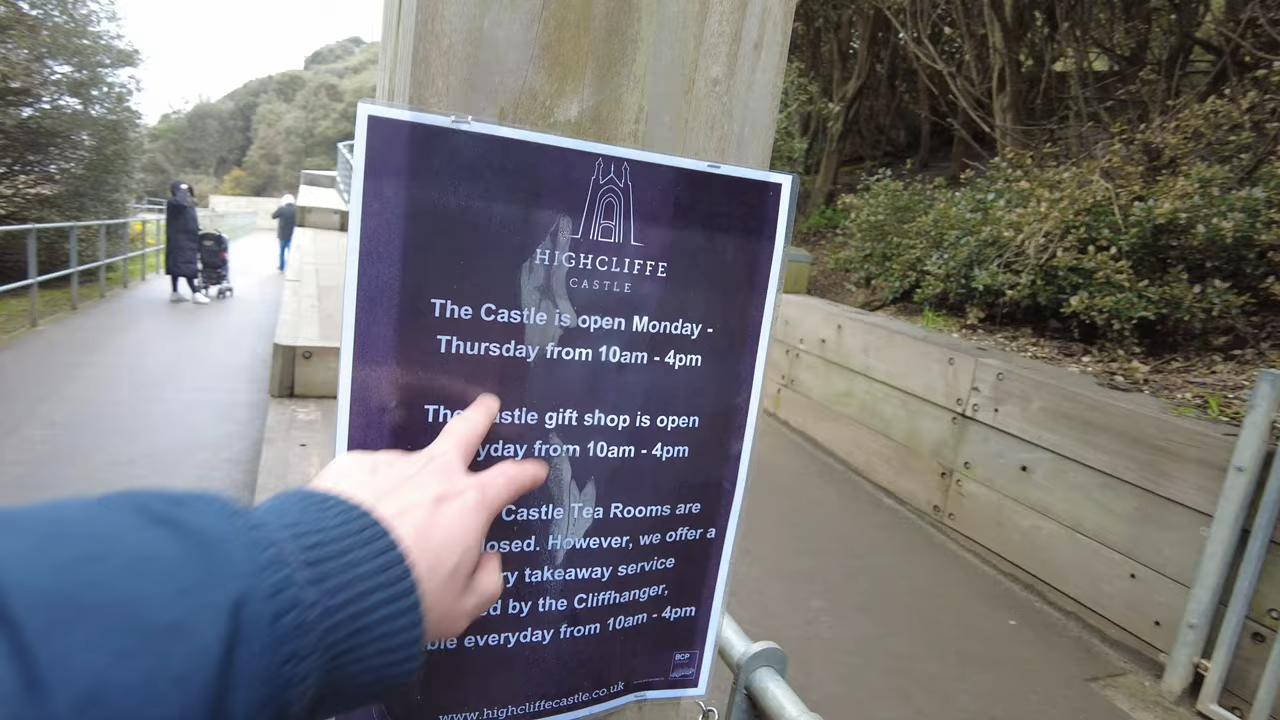 HIGHCLIFFE
CASTLE
The Castle is open Monday -
Thursday from 10am - 4pm
The astle gift shop is open
yday from 10am - 4pm
Castle Tea Rooms are
losed. However, we offer a
ry takeaway service
ed by the Cliffhanger,
ble everyday from 10am - 4pm
BCP
www.highcliffecastle.co.uk